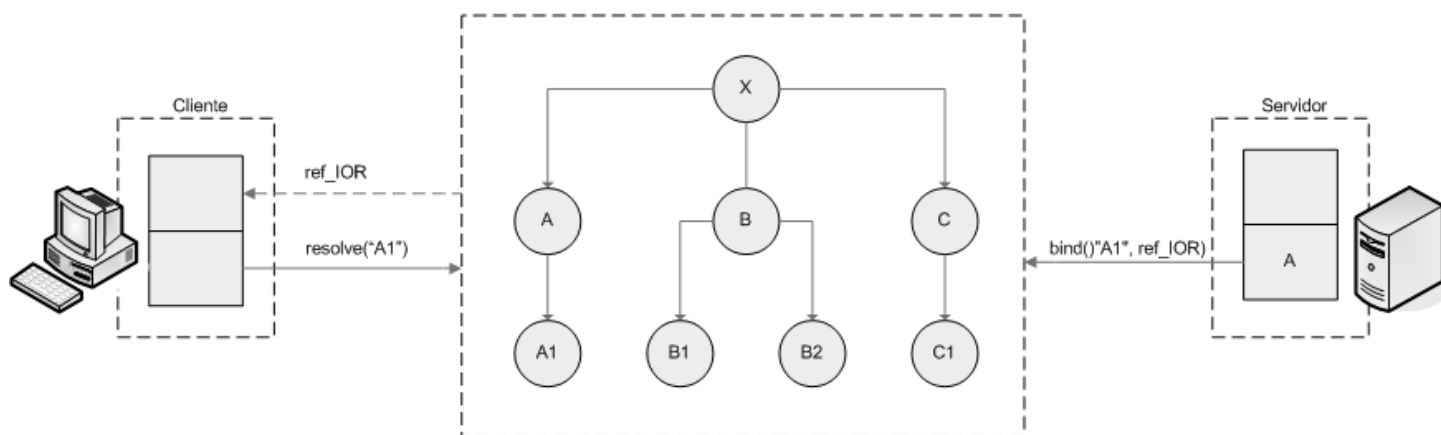 X
Cliente
Servidor
ref_IOR
A
B
C
resolve("A1")
bind()"A1", ref_IOR)
A
A1
B1
B2
C1